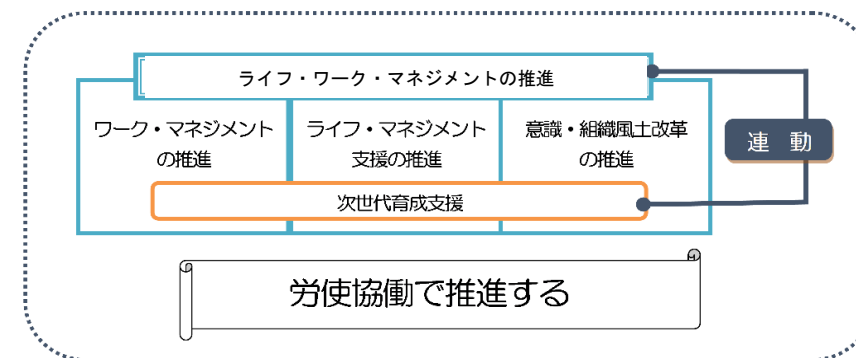 ライフ・ワーク・マネジメントの推進
ワーク・マネジメント
の推進
ライフ・マネジメント
支援の推進
意識・組織風土改革
の推進
連 動
次世代育成支援
労使協働で推進する